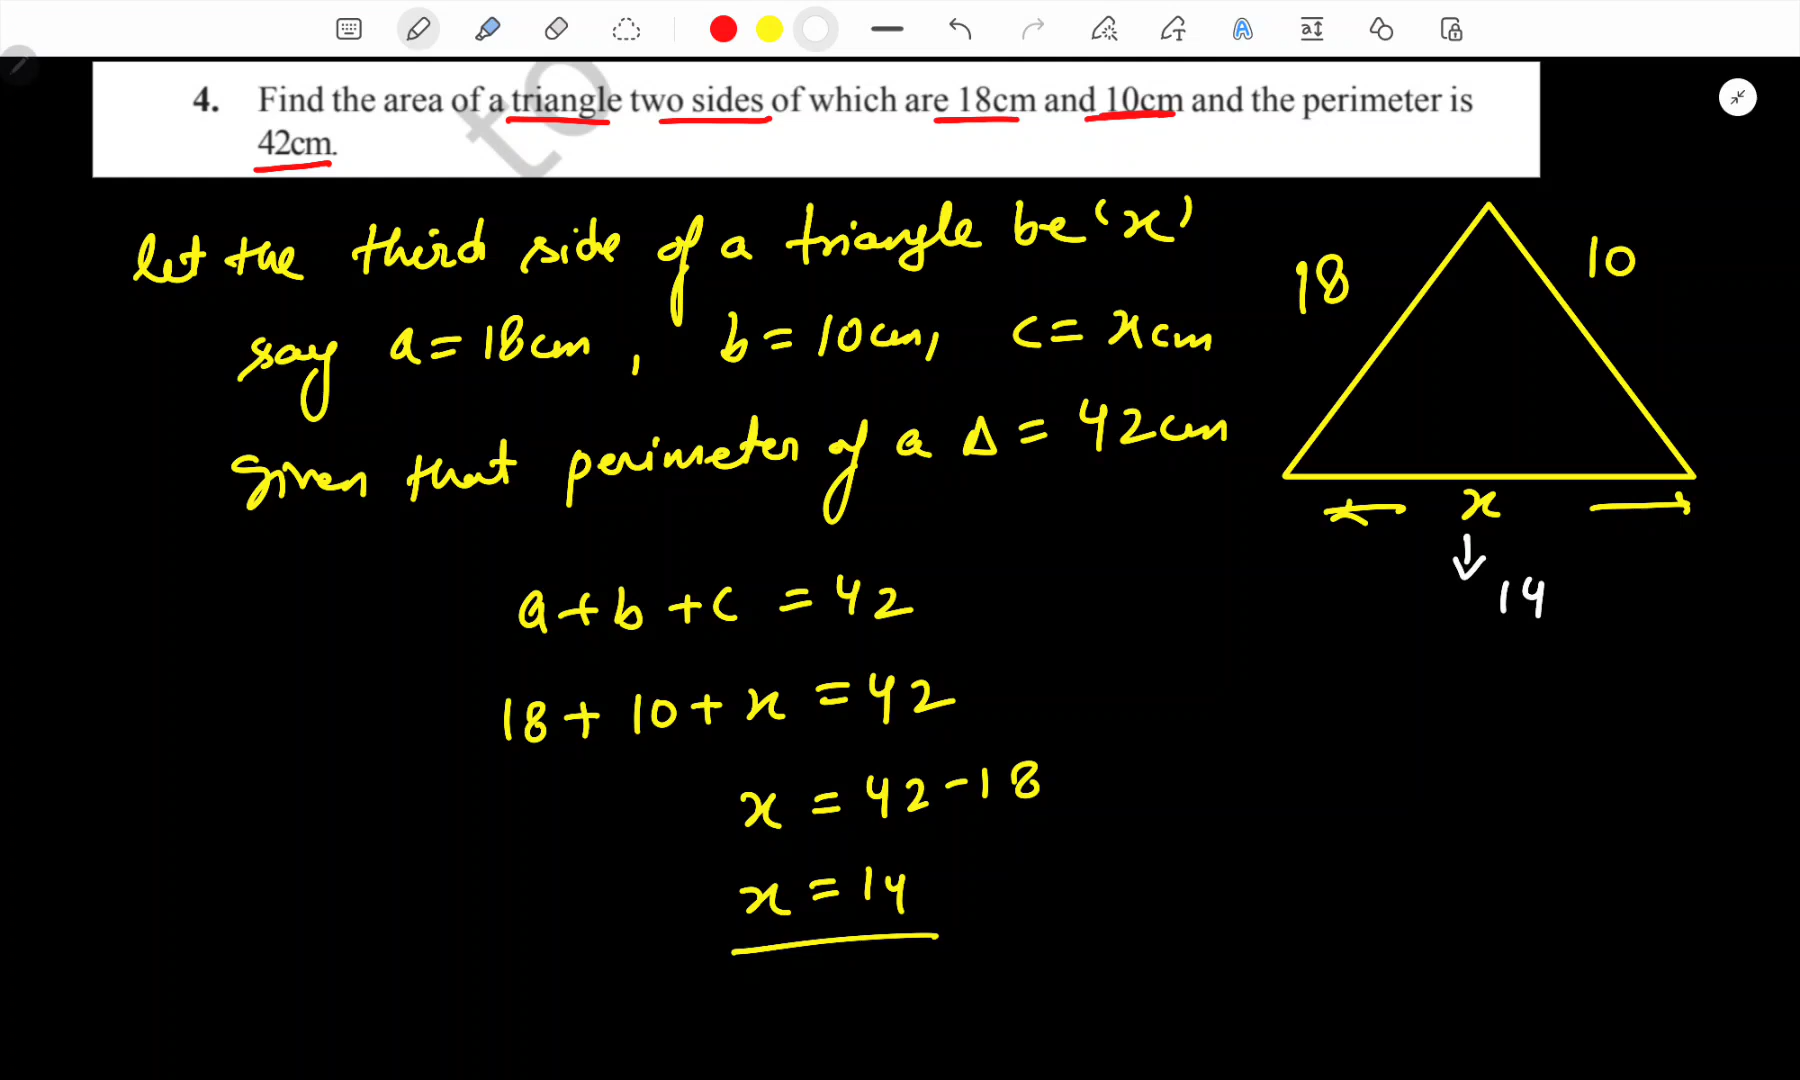 4. Find the area of a triangle two sides of which are 18cm and 10cm and the perimeter is
42cm.
to
let the third side of a triangle be 'x'
say a = 18cm, b = 10cm, c = x cm
Given that perimeter of a Δ = 42cm
a + b + c = 42
18 + 10 + x = 42
x = 42 - 18
x = 14
18
10
x
↓
14